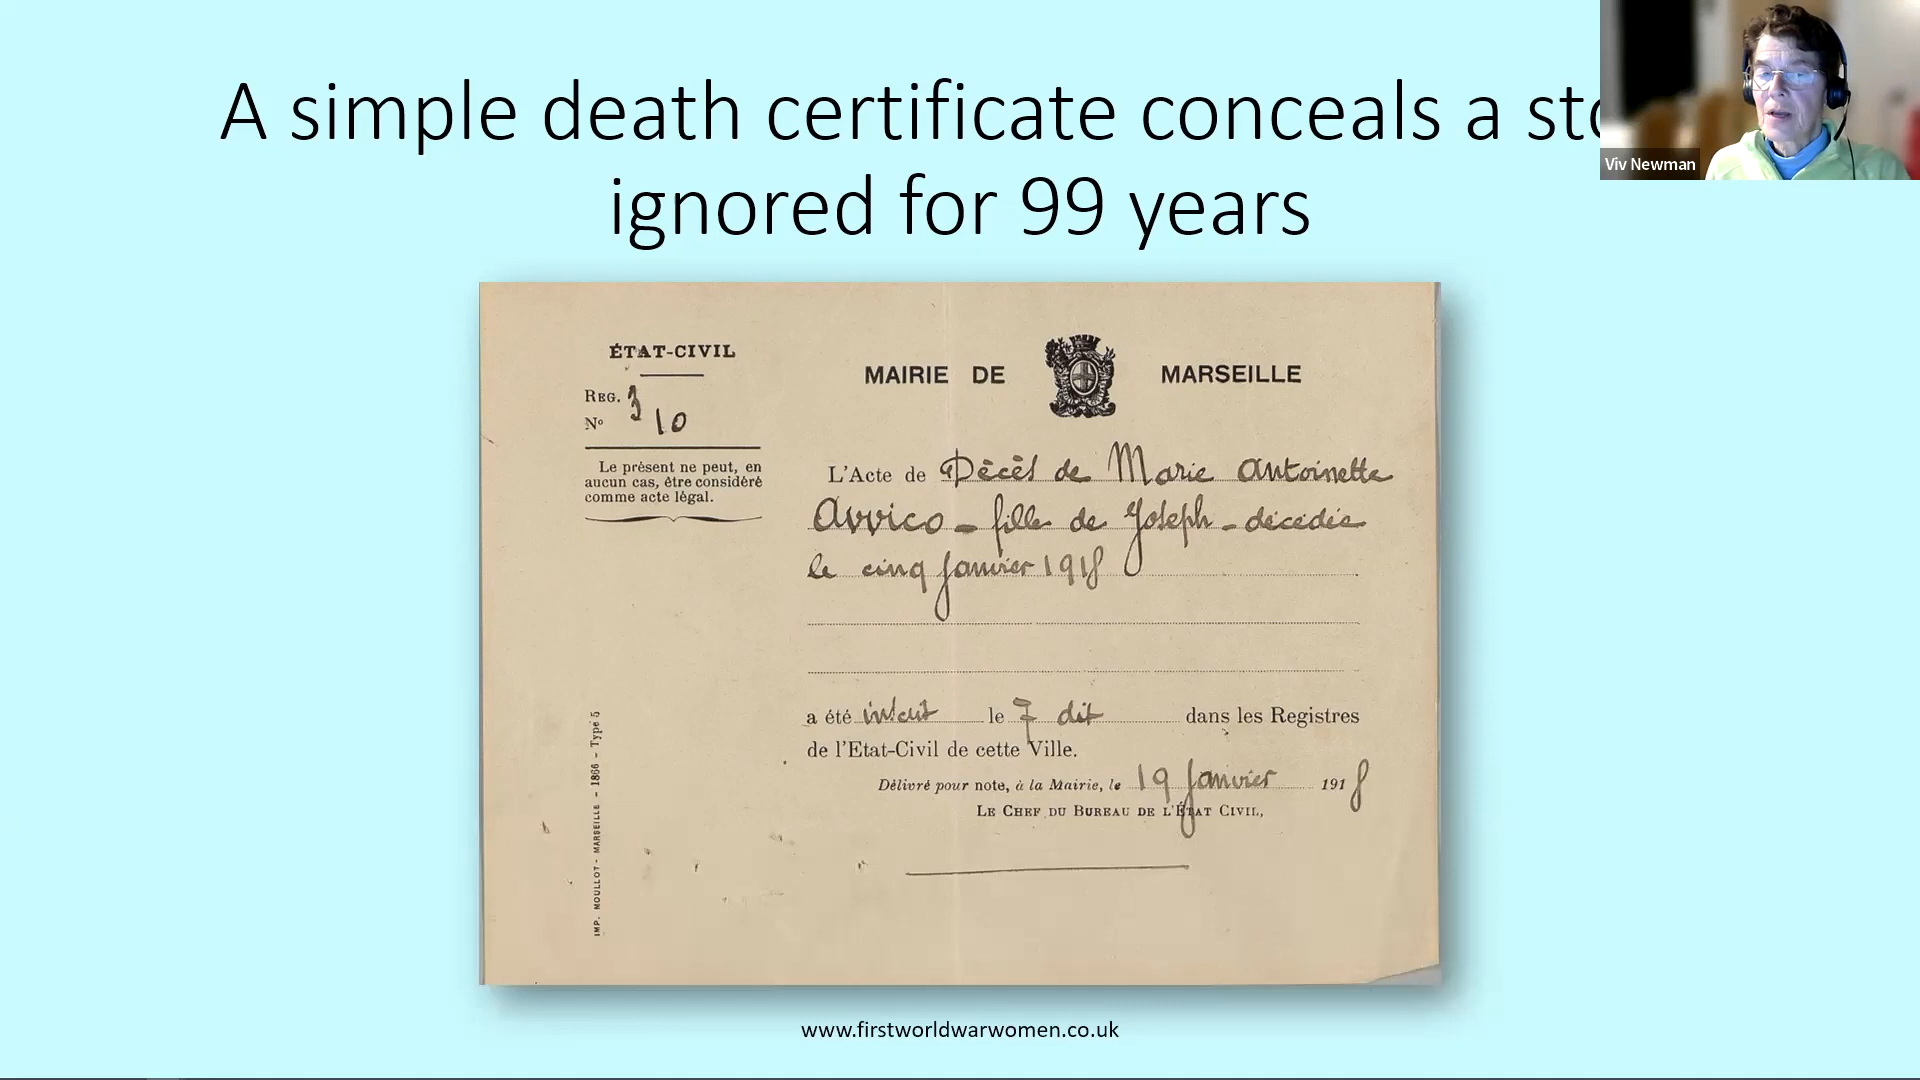 A simple death certificate conceals a sto
ignored for 99 years
Viv Newman
ÉTAT-CIVIL
REG. 3
Nº 10
Le présent ne peut, en
aucun cas, être considéré
comme acte légal.
MAIRIE DE MARSEILLE
L'Acte de Décès de Marie Antoinette
Avvico - fille de Joseph - décédée
le cinq Janvier 1918
a été inscrit le 7 dit dans les Registres
de l'Etat-Civil de cette Ville.
Délivré pour note, à la Mairie, le 19 Janvier 1918
LE CHEF DU BUREAU DE L'ÉTAT CIVIL,
IMP. MOULLOT - MARSEILLE - 1866 - Type 5
www.firstworldwarwomen.co.uk